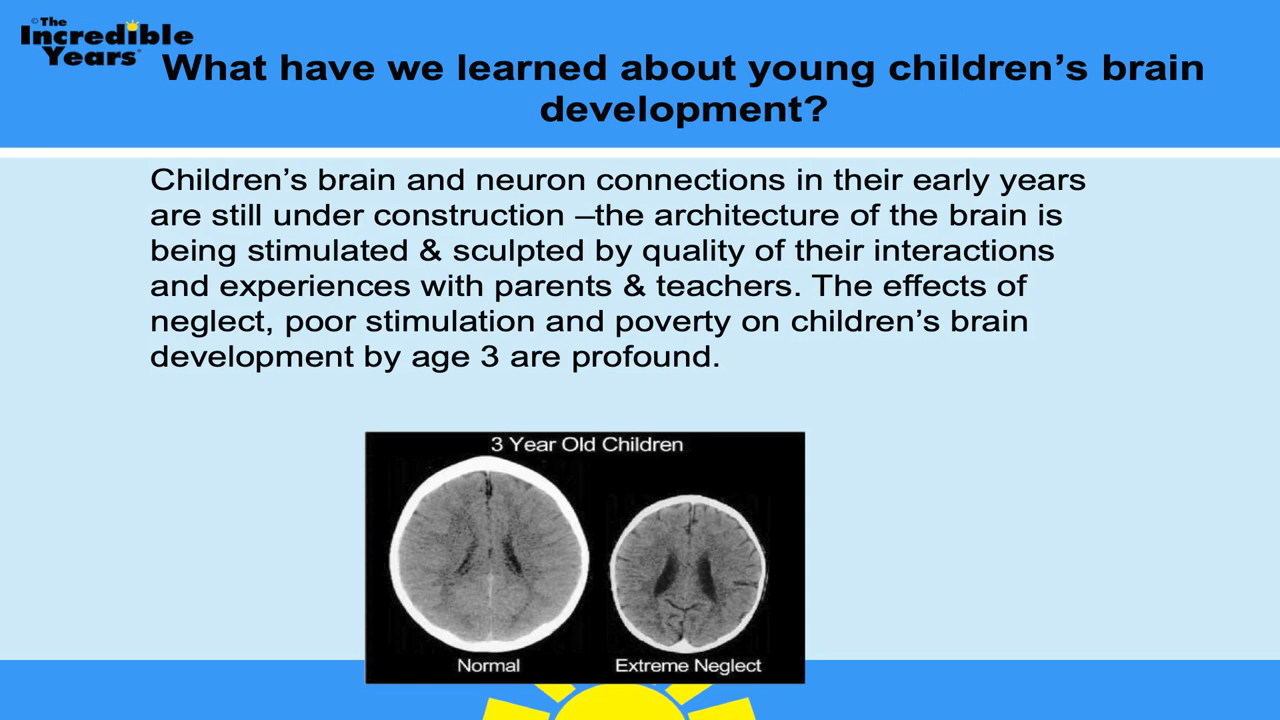 ©The
Incredible
Years®
What have we learned about young children’s brain
development?
Children’s brain and neuron connections in their early years
are still under construction –the architecture of the brain is
being stimulated & sculpted by quality of their interactions
and experiences with parents & teachers. The effects of
neglect, poor stimulation and poverty on children’s brain
development by age 3 are profound.
3 Year Old Children
Normal
Extreme Neglect